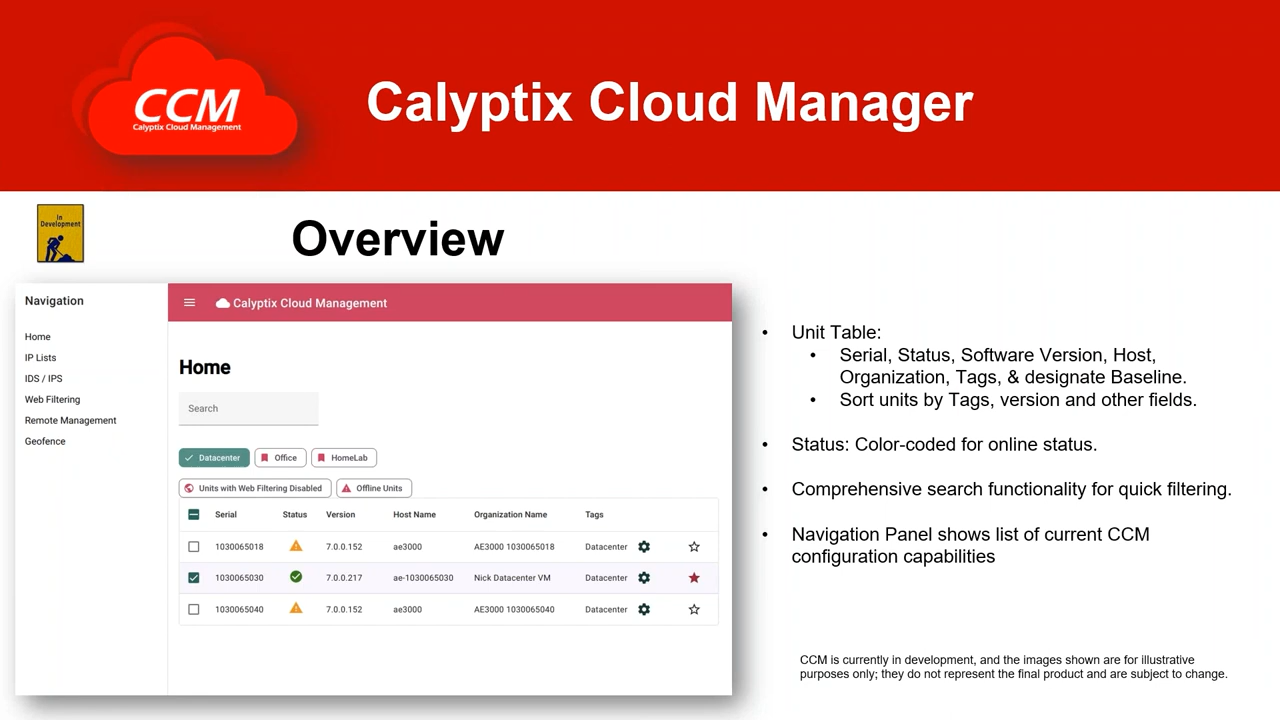 CCM
Calyptix Cloud Management
Calyptix Cloud Manager
In
Development
Overview
Navigation
Home
IP Lists
IDS / IPS
Web Filtering
Remote Management
Geofence
Calyptix Cloud Management
Home
Search
Datacenter Office HomeLab
Units with Web Filtering Disabled Offline Units
Serial Status Version Host Name Organization Name Tags
1030065018 7.0.0.152 ae3000 AE3000 1030065018 Datacenter
1030065030 7.0.0.217 ae-1030065030 Nick Datacenter VM Datacenter
1030065040 7.0.0.152 ae3000 AE3000 1030065040 Datacenter
• Unit Table:
• Serial, Status, Software Version, Host,
Organization, Tags, & designate Baseline.
• Sort units by Tags, version and other fields.
• Status: Color-coded for online status.
• Comprehensive search functionality for quick filtering.
• Navigation Panel shows list of current CCM
configuration capabilities
CCM is currently in development, and the images shown are for illustrative
purposes only; they do not represent the final product and are subject to change.